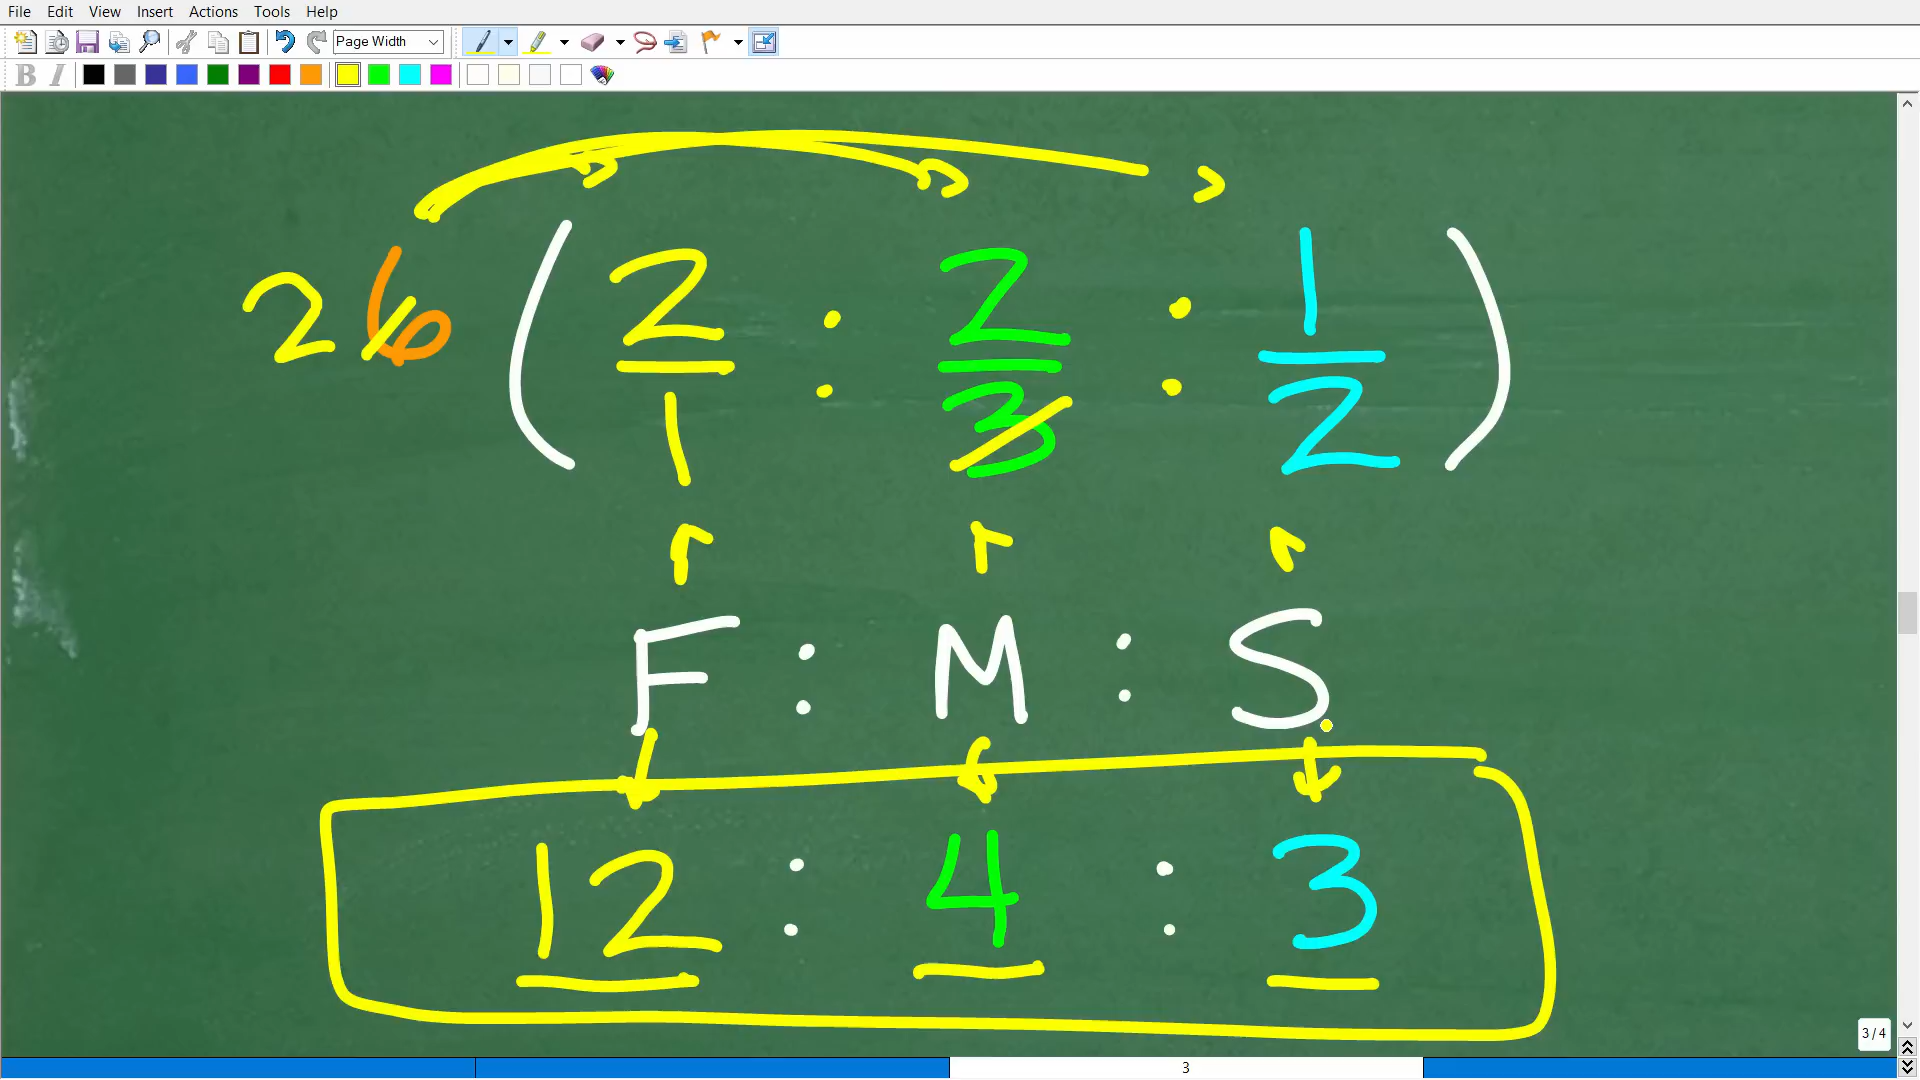 File Edit View Insert Actions Tools Help
Page Width
B I
2 6 ( 2/1 : 2/3 : 1/2 )
F : M : S
12 : 4 : 3
3 / 4
3